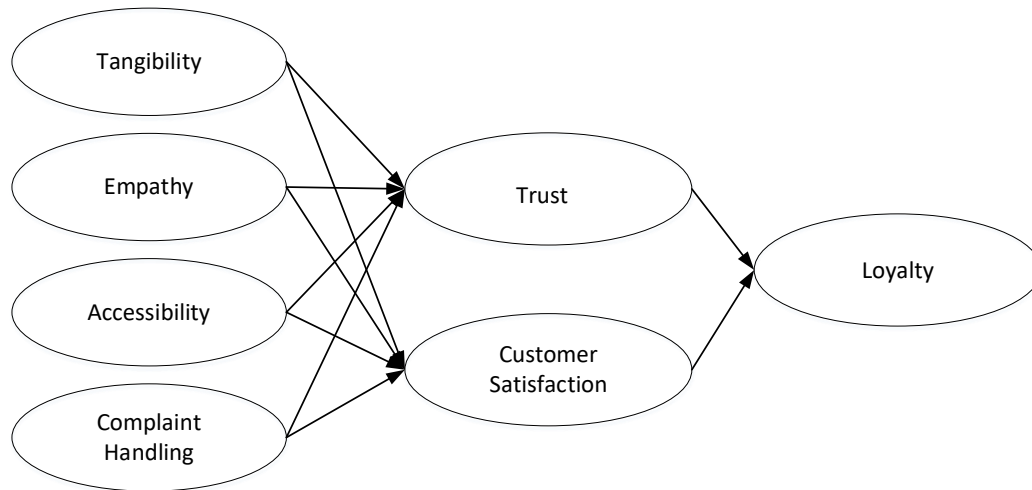 Tangibility
Empathy
Accessibility
Complaint
Handling
Trust
Customer
Satisfaction
Loyalty